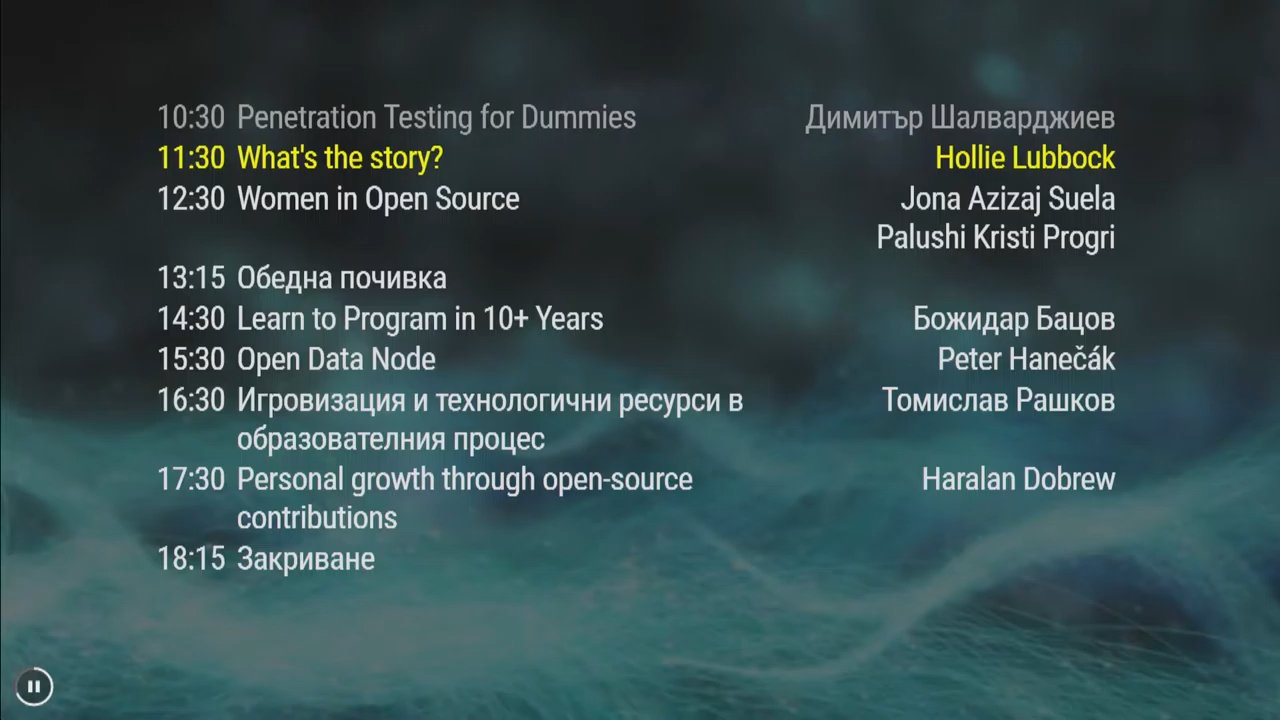 10:30 Penetration Testing for Dummies Димитър Шалварджиев
11:30 What's the story? Hollie Lubbock
12:30 Women in Open Source Jona Azizaj Suela
Palushi Kristi Progri
13:15 Обедна почивка
14:30 Learn to Program in 10+ Years Божидар Бацов
15:30 Open Data Node Peter Hanečák
16:30 Игровизация и технологични ресурси в Томислав Рашков
образователния процес
17:30 Personal growth through open-source Haralan Dobrew
contributions
18:15 Закриване